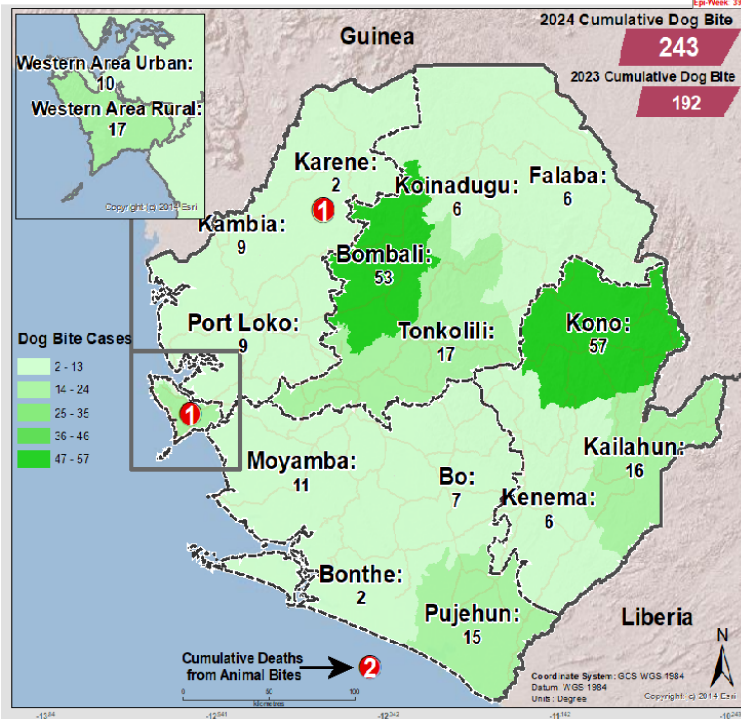 Epi-Week: 39
2024 Cumulative Dog Bite
243
2023 Cumulative Dog Bite
192
Guinea
Western Area Urban:
10
Western Area Rural:
17
Copyright (c) 2014 Esri
Karene:
2
1
Koinadugu:
6
Falaba:
6
Kambia:
9
Bombali:
53
Port Loko:
9
Tonkolili:
17
Kono:
57
Dog Bite Cases
2 - 13
14 - 24
25 - 35
36 - 46
47 - 57
1
Moyamba:
11
Bo:
7
Kenema:
6
Kailahun:
16
Bonthe:
2
Pujehun:
15
Liberia
N
Cumulative Deaths
from Animal Bites
2
0 50 100
kilometres
Coordinate System: GCS WGS 1984
Datum: WGS 1984
Units: Degree
Copyright: (c) 2014 Esri